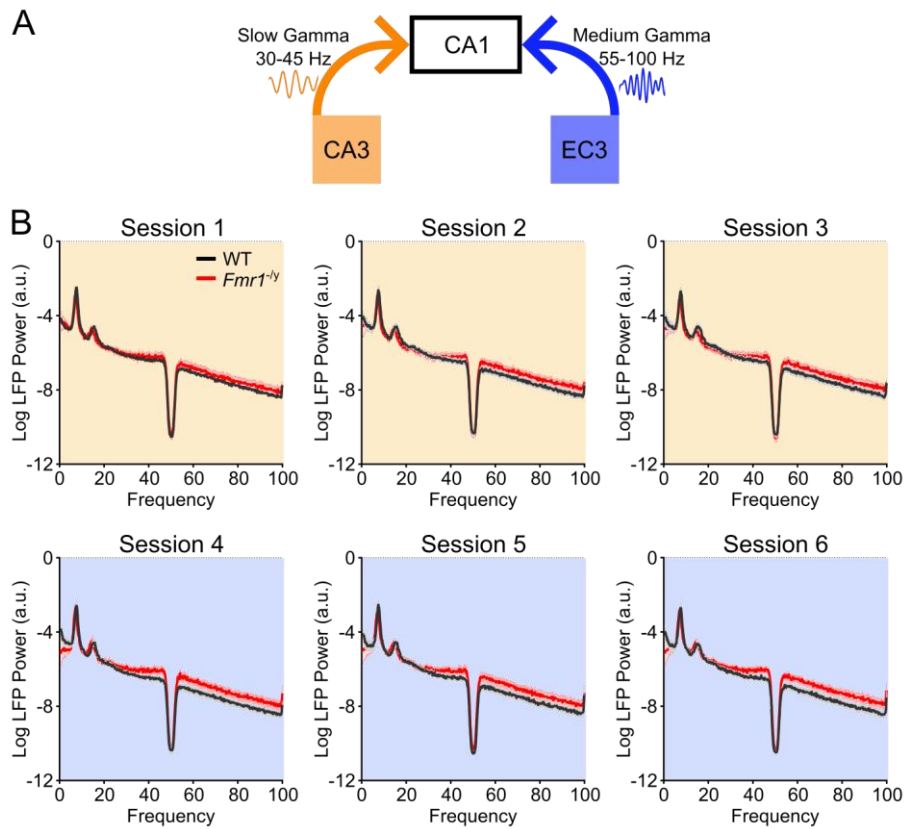 A
Slow Gamma
30-45 Hz
CA1
Medium Gamma
55-100 Hz
CA3
EC3
B
Session 1
Session 2
Session 3
WT
Fmr1-/y
Log LFP Power (a.u.)
0
-4
-8
-12
0 20 40 60 80 100
Frequency
Log LFP Power (a.u.)
0
-4
-8
-12
0 20 40 60 80 100
Frequency
Log LFP Power (a.u.)
0
-4
-8
-12
0 20 40 60 80 100
Frequency
Session 4
Session 5
Session 6
Log LFP Power (a.u.)
0
-4
-8
-12
0 20 40 60 80 100
Frequency
Log LFP Power (a.u.)
0
-4
-8
-12
0 20 40 60 80 100
Frequency
Log LFP Power (a.u.)
0
-4
-8
-12
0 20 40 60 80 100
Frequency